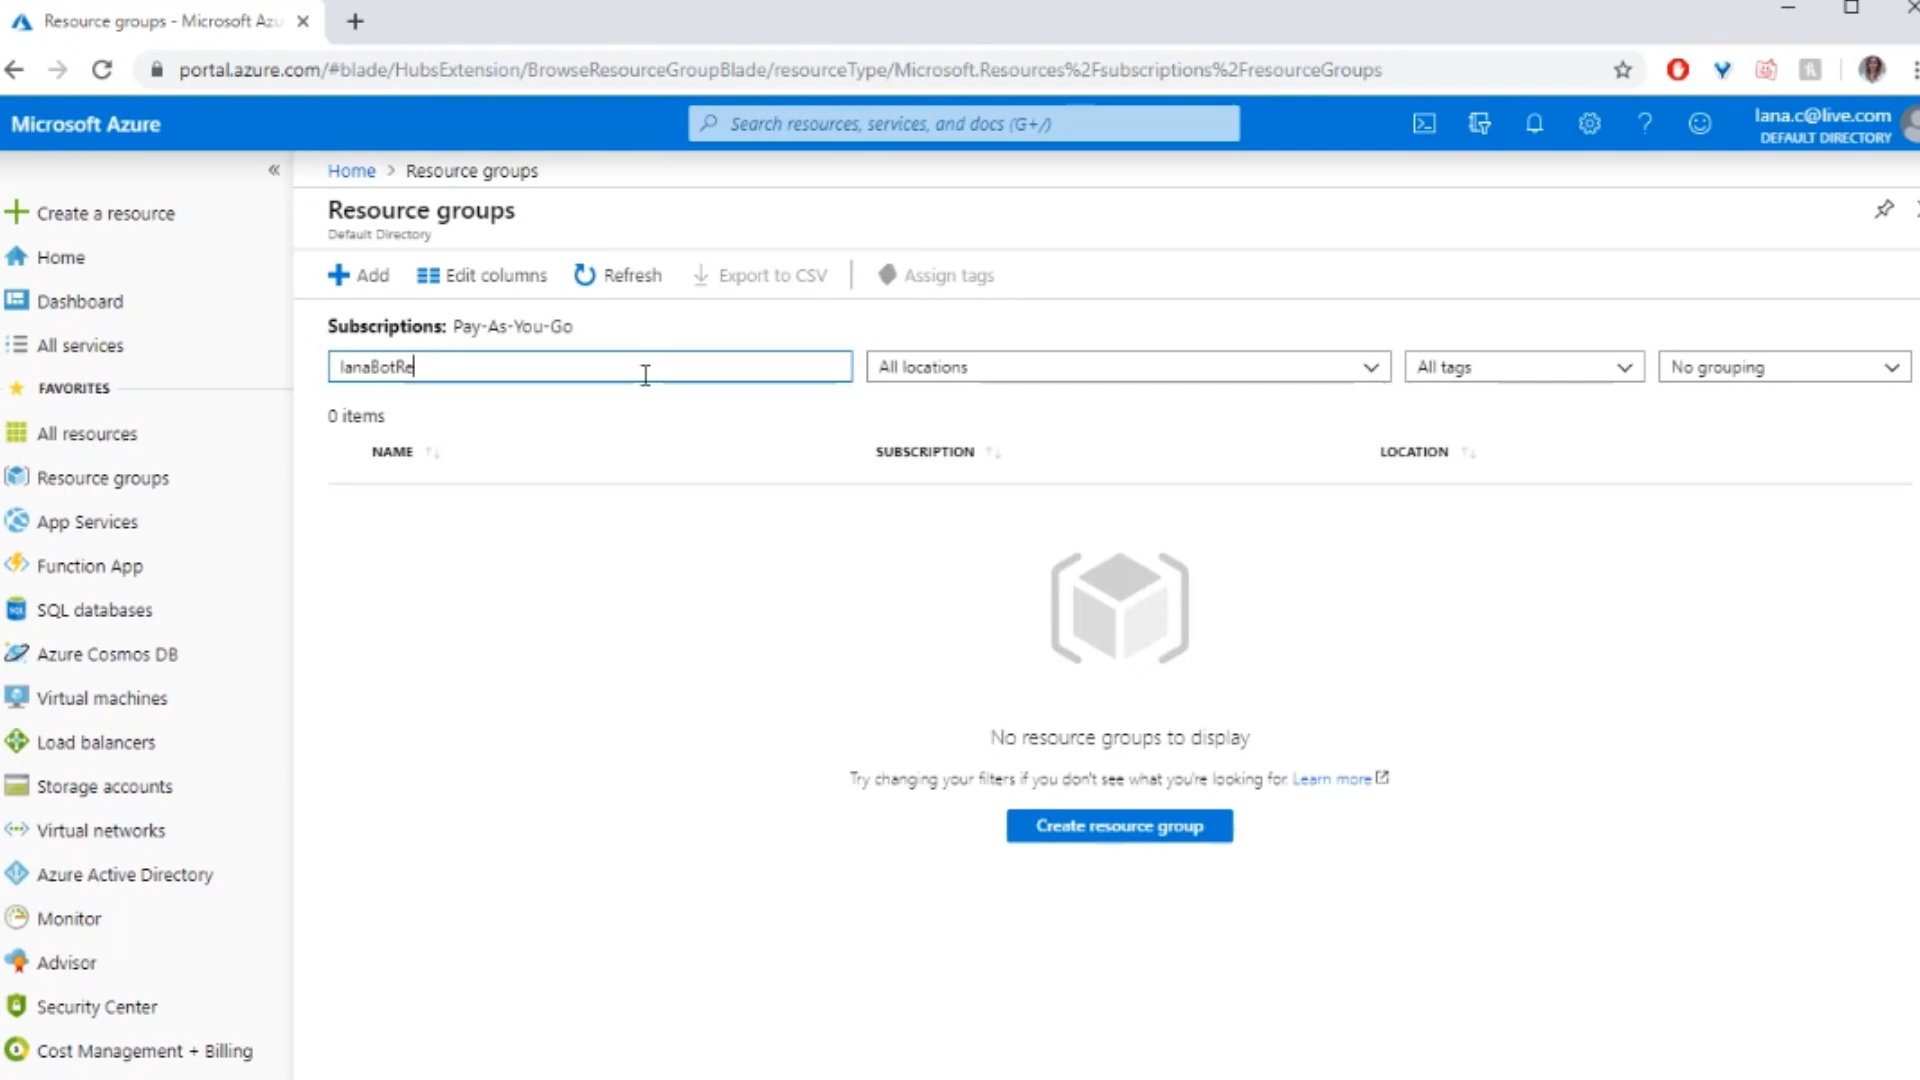 Resource groups - Microsoft Azu
portal.azure.com/#blade/HubsExtension/BrowseResourceGroupBlade/resourceType/Microsoft.Resources%2Fsubscriptions%2FresourceGroups
Microsoft Azure
Search resources, services, and docs (G+/)
lana.c@live.com
DEFAULT DIRECTORY
Home > Resource groups
Resource groups
Default Directory
Add
Edit columns
Refresh
Export to CSV
Assign tags
Subscriptions: Pay-As-You-Go
lanaBotRe
All locations
All tags
No grouping
0 items
NAME
SUBSCRIPTION
LOCATION
No resource groups to display
Try changing your filters if you don't see what you're looking for. Learn more
Create resource group
Create a resource
Home
Dashboard
All services
FAVORITES
All resources
Resource groups
App Services
Function App
SQL databases
Azure Cosmos DB
Virtual machines
Load balancers
Storage accounts
Virtual networks
Azure Active Directory
Monitor
Advisor
Security Center
Cost Management + Billing